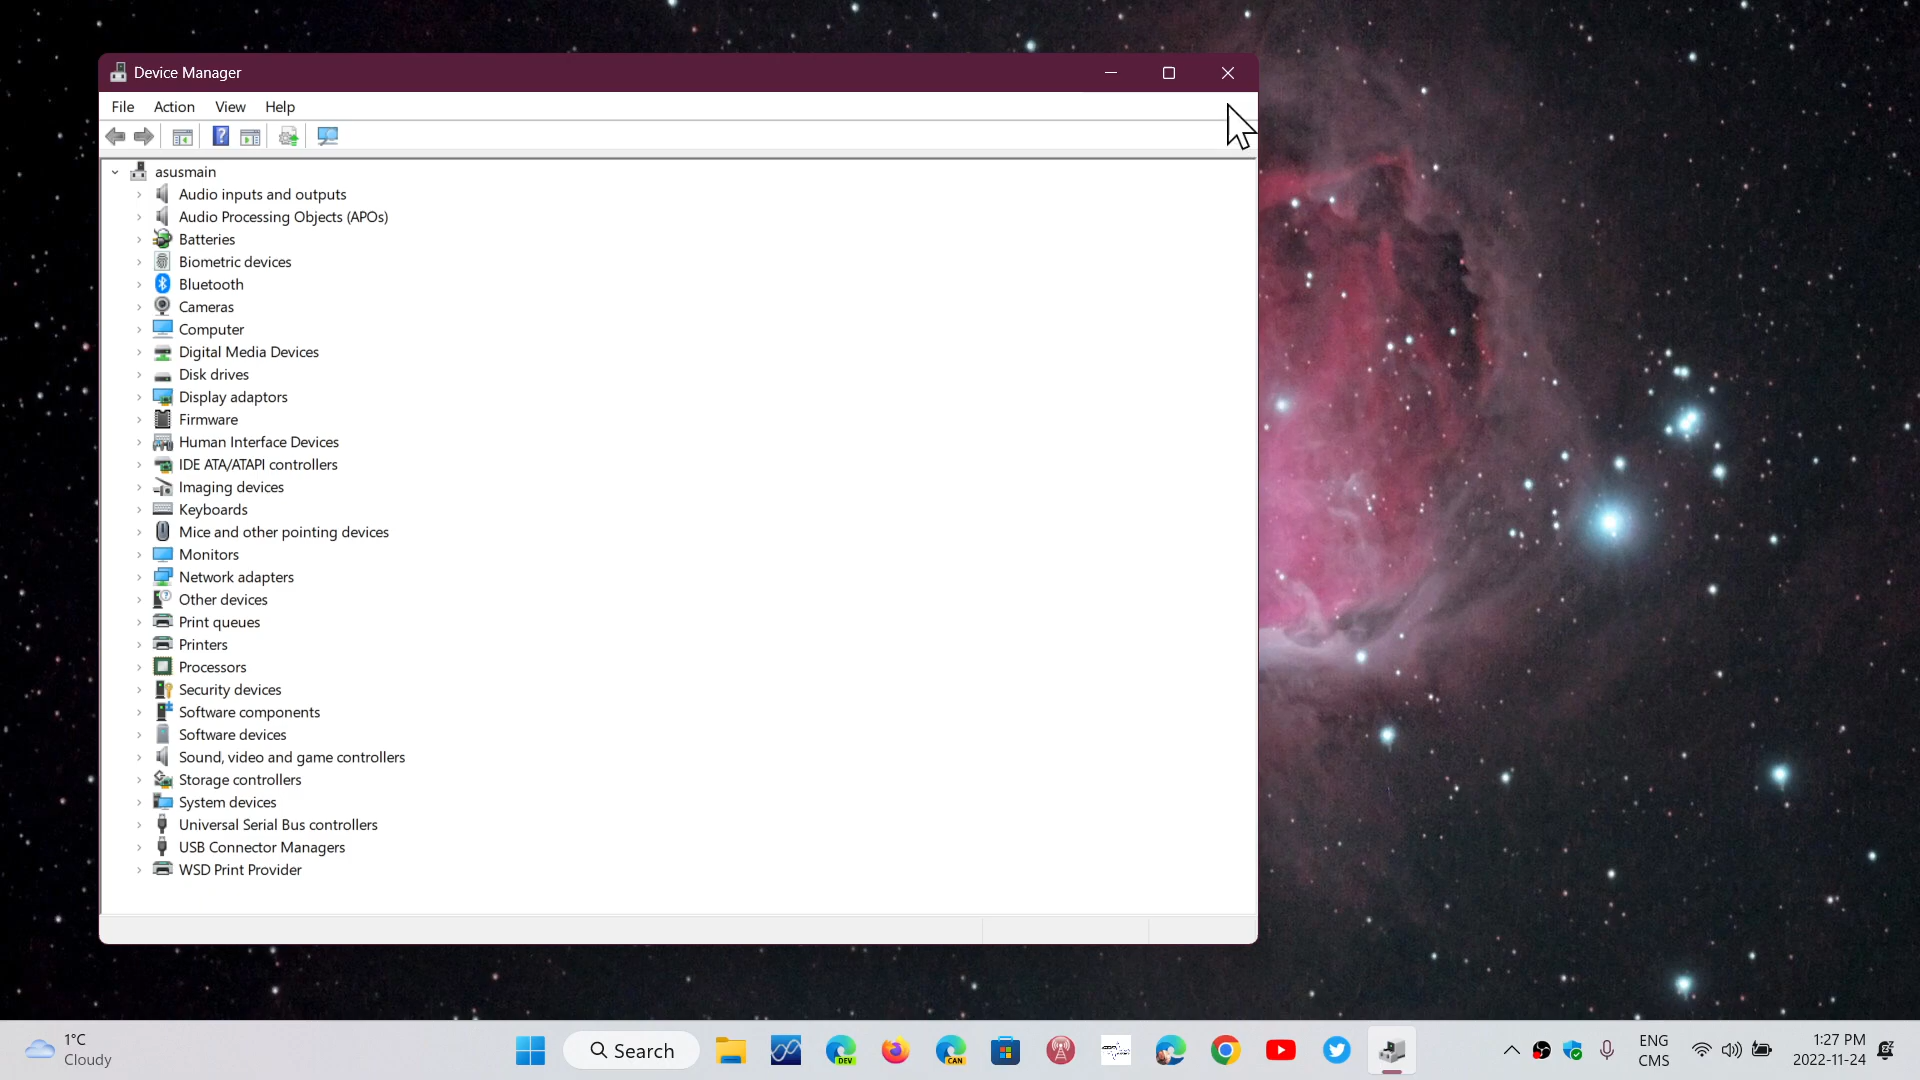 Device Manager
File Action View Help
asusmain
Audio inputs and outputs
Audio Processing Objects (APOs)
Batteries
Biometric devices
Bluetooth
Cameras
Computer
Digital Media Devices
Disk drives
Display adaptors
Firmware
Human Interface Devices
IDE ATA/ATAPI controllers
Imaging devices
Keyboards
Mice and other pointing devices
Monitors
Network adapters
Other devices
Print queues
Printers
Processors
Security devices
Software components
Software devices
Sound, video and game controllers
Storage controllers
System devices
Universal Serial Bus controllers
USB Connector Managers
WSD Print Provider
1°C
Cloudy
Search
DEV
CAN
ENG
CMS
1:27 PM
2022-11-24